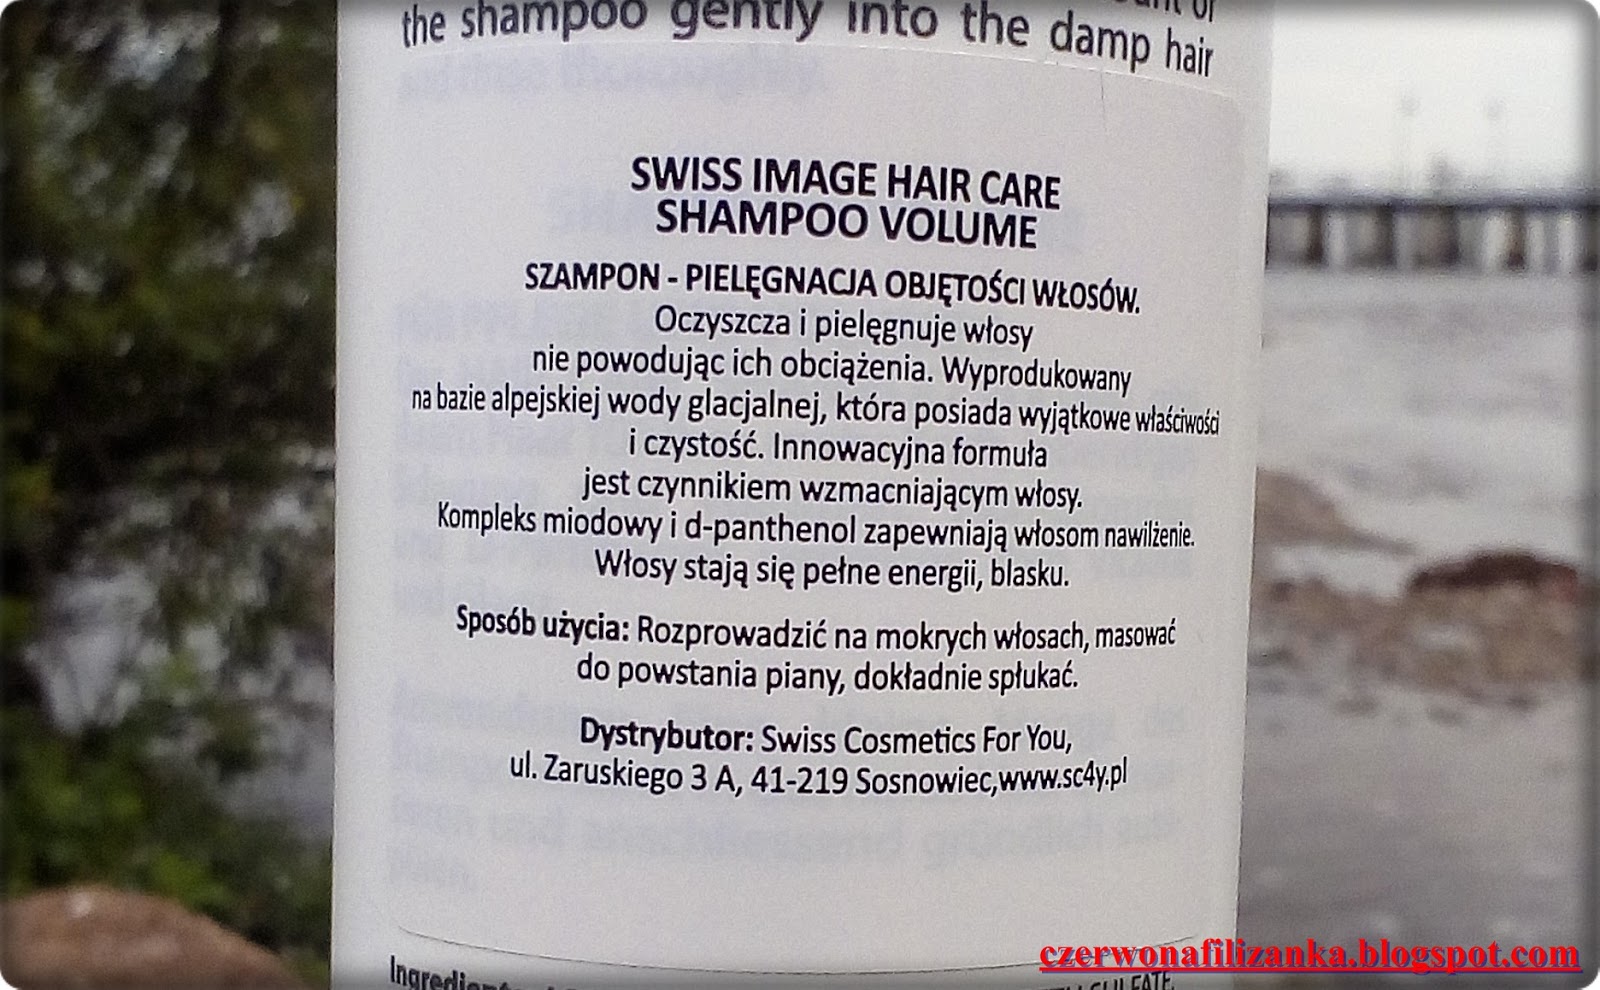 the shampoo gently into the damp hair
SWISS IMAGE HAIR CARE
SHAMPOO VOLUME
SZAMPON - PIELĘGNACJA OBJĘTOŚCI WŁOSÓW.
Oczyszcza i pielęgnuje włosy
nie powodując ich obciążenia. Wyprodukowany
na bazie alpejskiej wody glacjalnej, która posiada wyjątkowe właściwości
i czystość. Innowacyjna formuła
jest czynnikiem wzmacniającym włosy.
Kompleks miodowy i d-panthenol zapewniają włosom nawilżenie.
Włosy stają się pełne energii, blasku.
Sposób użycia: Rozprowadzić na mokrych włosach, masować
do powstania piany, dokładnie spłukać.
Dystrybutor: Swiss Cosmetics For You,
ul. Zaruskiego 3 A, 41-219 Sosnowiec,www.sc4y.pl
czerwonafilizanka.blogspot.com